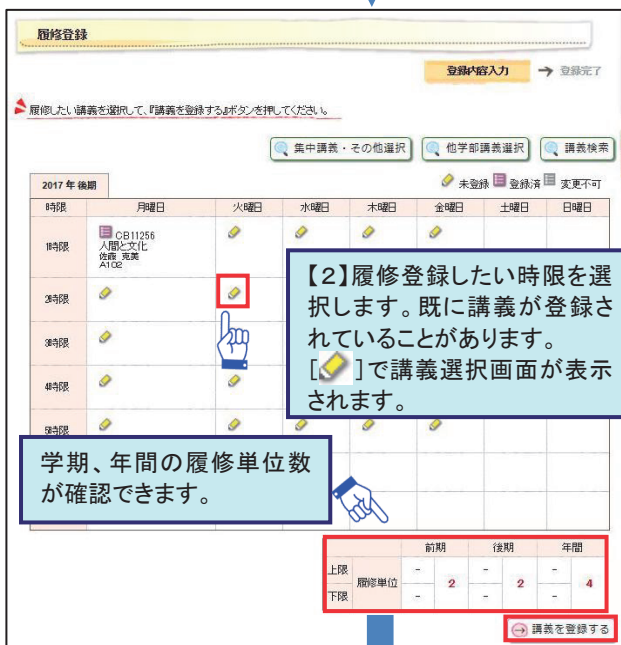 履修登録
登録内容入力 → 登録完了
履修したい講義を選択して、『講義を登録する』ボタンを押してください。
集中講義・その他選択 他学部講義選択 講義検索
2017 年 後期 未登録 登録済 変更不可
時限 月曜日 火曜日 水曜日 木曜日 金曜日 土曜日 日曜日
1時限
CB11256
人間と文化
佐藤 克美
A102
2時限
3時限
4時限
5時限
【2】履修登録したい時限を選
択します。既に講義が登録さ
れていることがあります。
[ ]で講義選択画面が表示
されます。
学期、年間の履修単位数
が確認できます。
前期 後期 年間
上限 履修単位 - 2 - 2 - 4
下限 - - -
講義を登録する